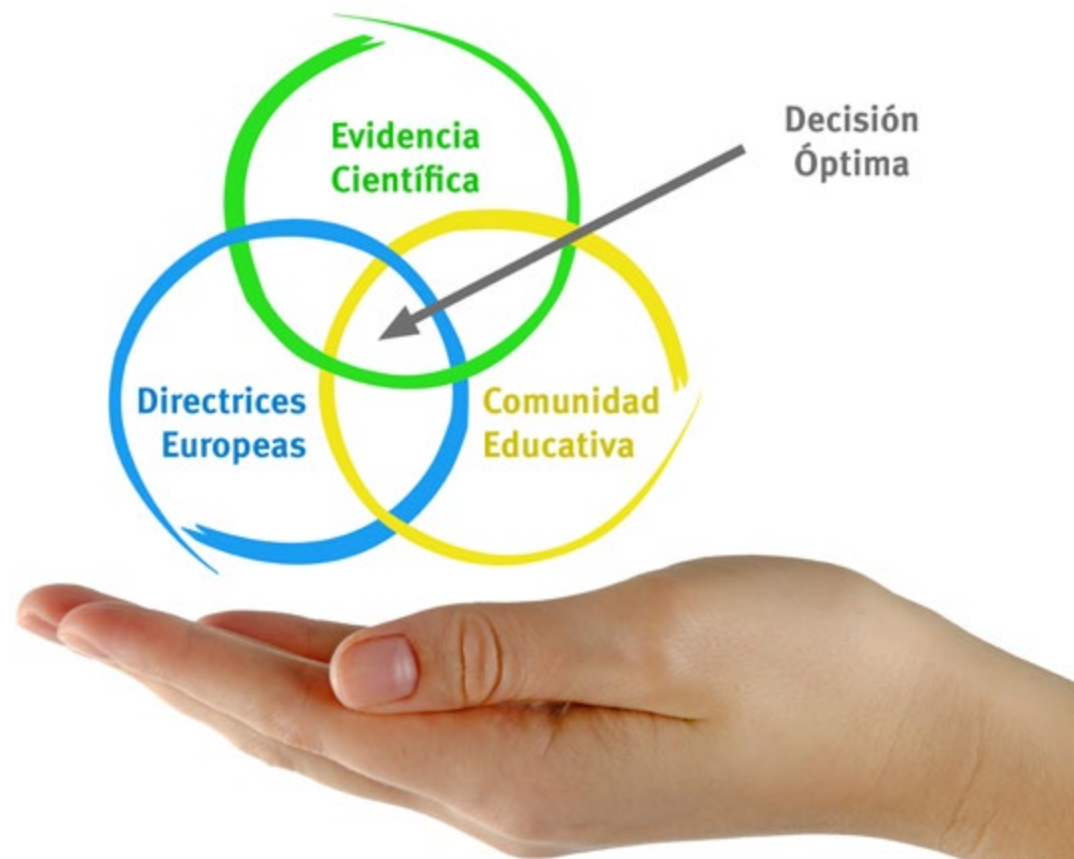 Evidencia
Científica
Decisión
Óptima
Directrices
Europeas
Comunidad
Educativa